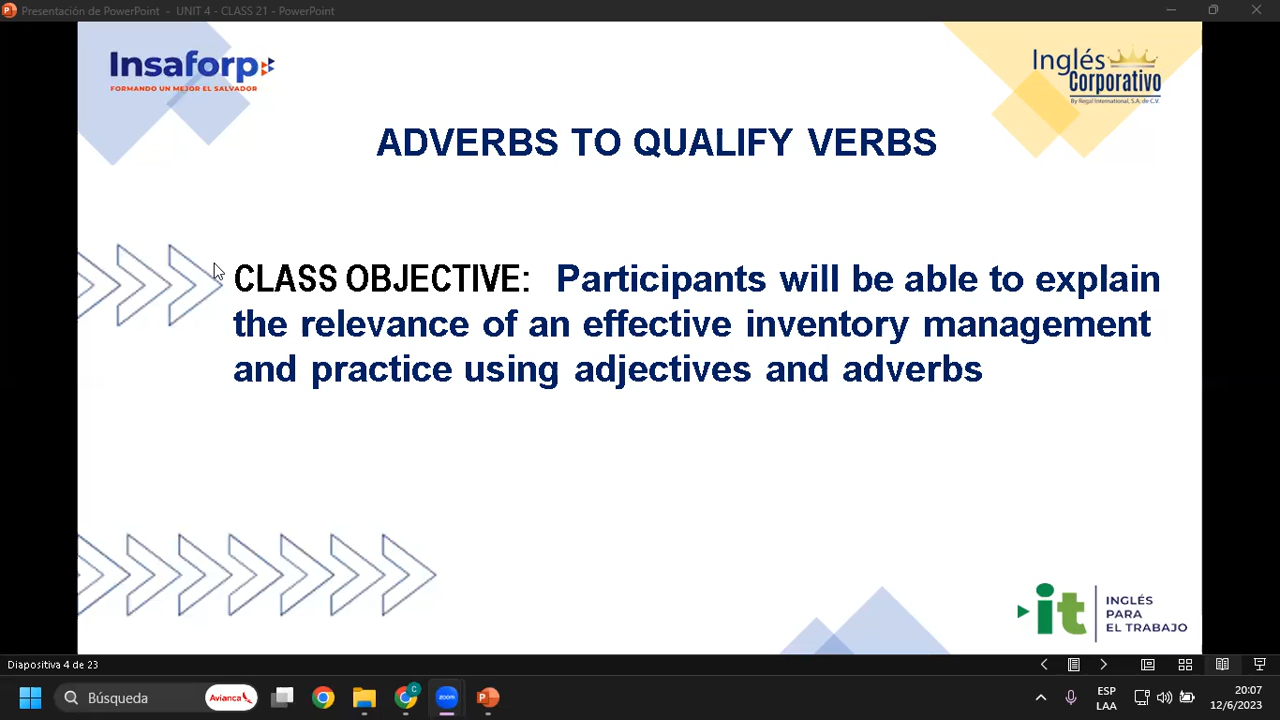 Presentación de PowerPoint - UNIT 4 - CLASS 21 - PowerPoint
Insaforp
FORMANDO UN MEJOR EL SALVADOR
Inglés
Corporativo
By Regal International, S.A. de C.V.
ADVERBS TO QUALIFY VERBS
CLASS OBJECTIVE: Participants will be able to explain
the relevance of an effective inventory management
and practice using adjectives and adverbs
it
INGLÉS
PARA
EL TRABAJO
Diapositiva 4 de 23
Búsqueda
Avianca
C
zoom
ESP
LAA
20:07
12/6/2023